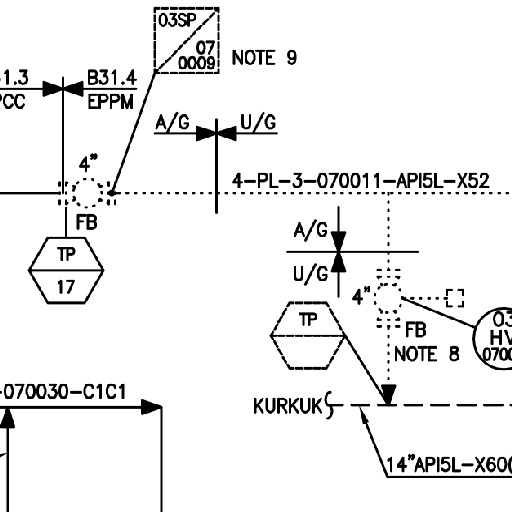 03SP
07
0009
NOTE 9
1.3
B31.4
PCC
EPPM
A/G
U/G
4"
4-PL-3-070011-API5L-X52
FB
TP
17
A/G
U/G
4"
TP
FB
NOTE 8
03
HV
0700
-070030-C1C1
KURKUK
14"API5L-X60